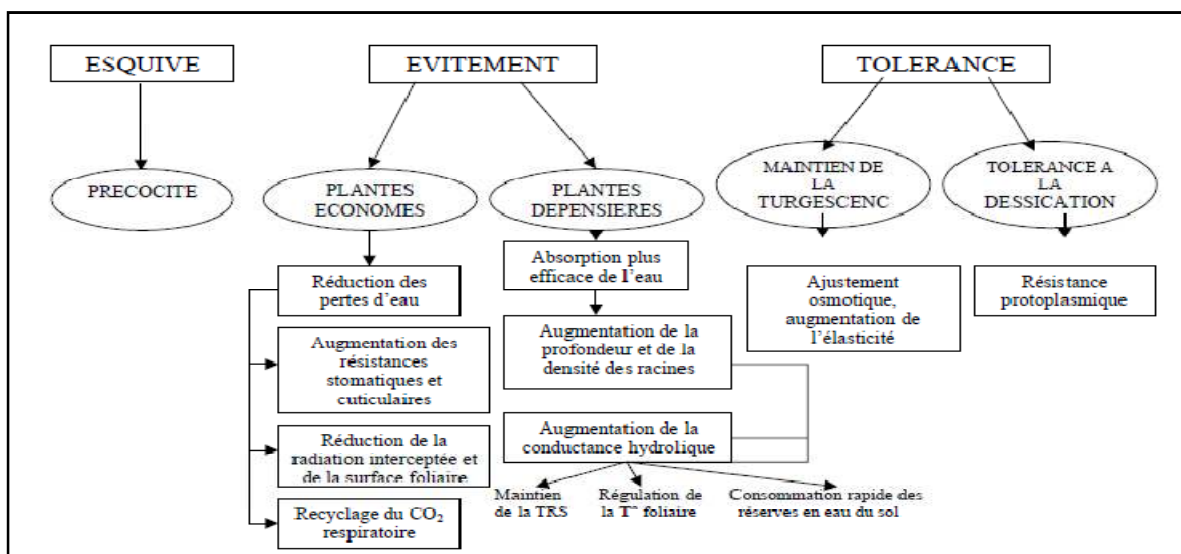 ESQUIVE
EVITEMENT
TOLERANCE
PRECOCITE
PLANTES
ECONOMES
PLANTES
DEPENSIERES
MAINTIEN DE
LA
TURGESCENC
TOLERANCE A
LA
DESSICATION
Réduction des
pertes d'eau
Absorption plus
efficace de l'eau
Ajustement
osmotique,
augmentation de
l'élasticité
Résistance
protoplasmique
Augmentation des
résistances
stomatiques et
cuticulaires
Augmentation de la
profondeur et de la
densité des racines
Réduction de la
radiation interceptée et
de la surface foliaire
Augmentation de la
conductance hydrolique
Recyclage du CO₂
respiratoire
Maintien
de la TRS
Régulation de
la T° foliaire
Consommation rapide des
réserves en eau du sol